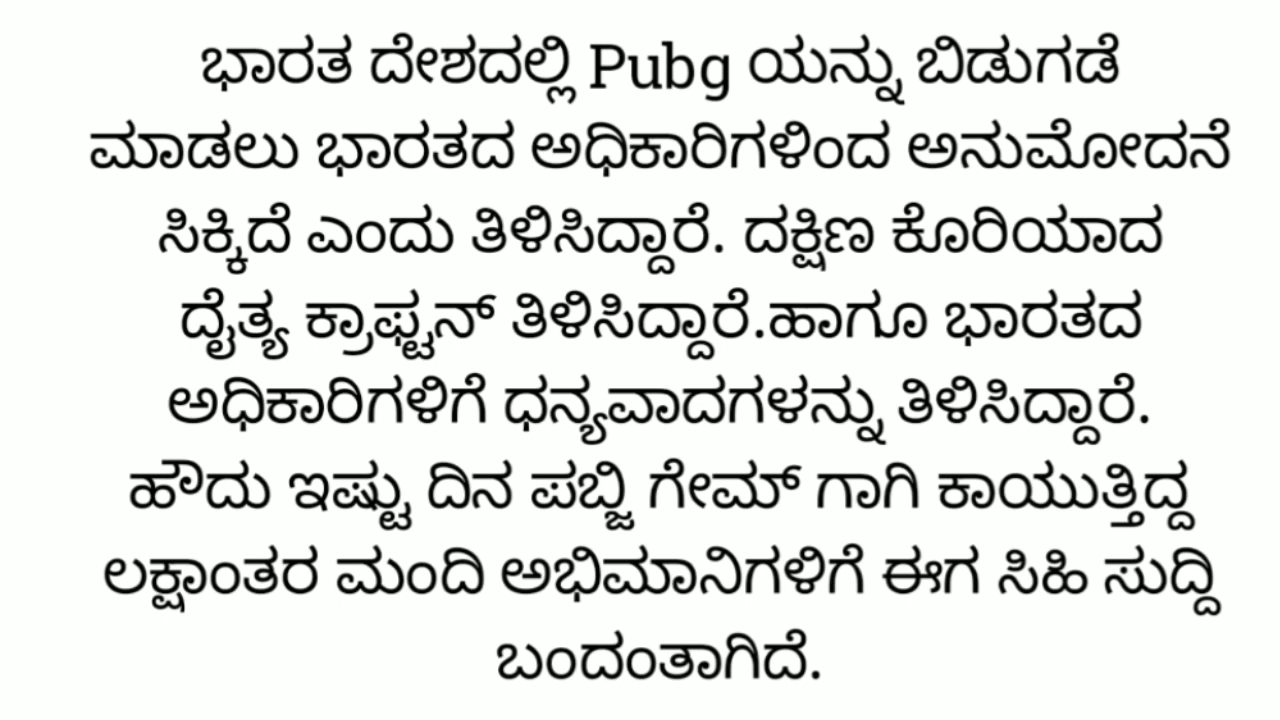 ಭಾರತ ದೇಶದಲ್ಲಿ Pubg ಯನ್ನು ಬಿಡುಗಡೆ
ಮಾಡಲು ಭಾರತದ ಅಧಿಕಾರಿಗಳಿಂದ ಅನುಮೋದನೆ
ಸಿಕ್ಕಿದೆ ಎಂದು ತಿಳಿಸಿದ್ದಾರೆ. ದಕ್ಷಿಣ ಕೊರಿಯಾದ
ದೈತ್ಯ ಕ್ರಾಫ್ಟನ್ ತಿಳಿಸಿದ್ದಾರೆ.ಹಾಗೂ ಭಾರತದ
ಅಧಿಕಾರಿಗಳಿಗೆ ಧನ್ಯವಾದಗಳನ್ನು ತಿಳಿಸಿದ್ದಾರೆ.
ಹೌದು ಇಷ್ಟು ದಿನ ಪಬ್ಜಿ ಗೇಮ್ ಗಾಗಿ ಕಾಯುತ್ತಿದ್ದ
ಲಕ್ಷಾಂತರ ಮಂದಿ ಅಭಿಮಾನಿಗಳಿಗೆ ಈಗ ಸಿಹಿ ಸುದ್ದಿ
ಬಂದಂತಾಗಿದೆ.